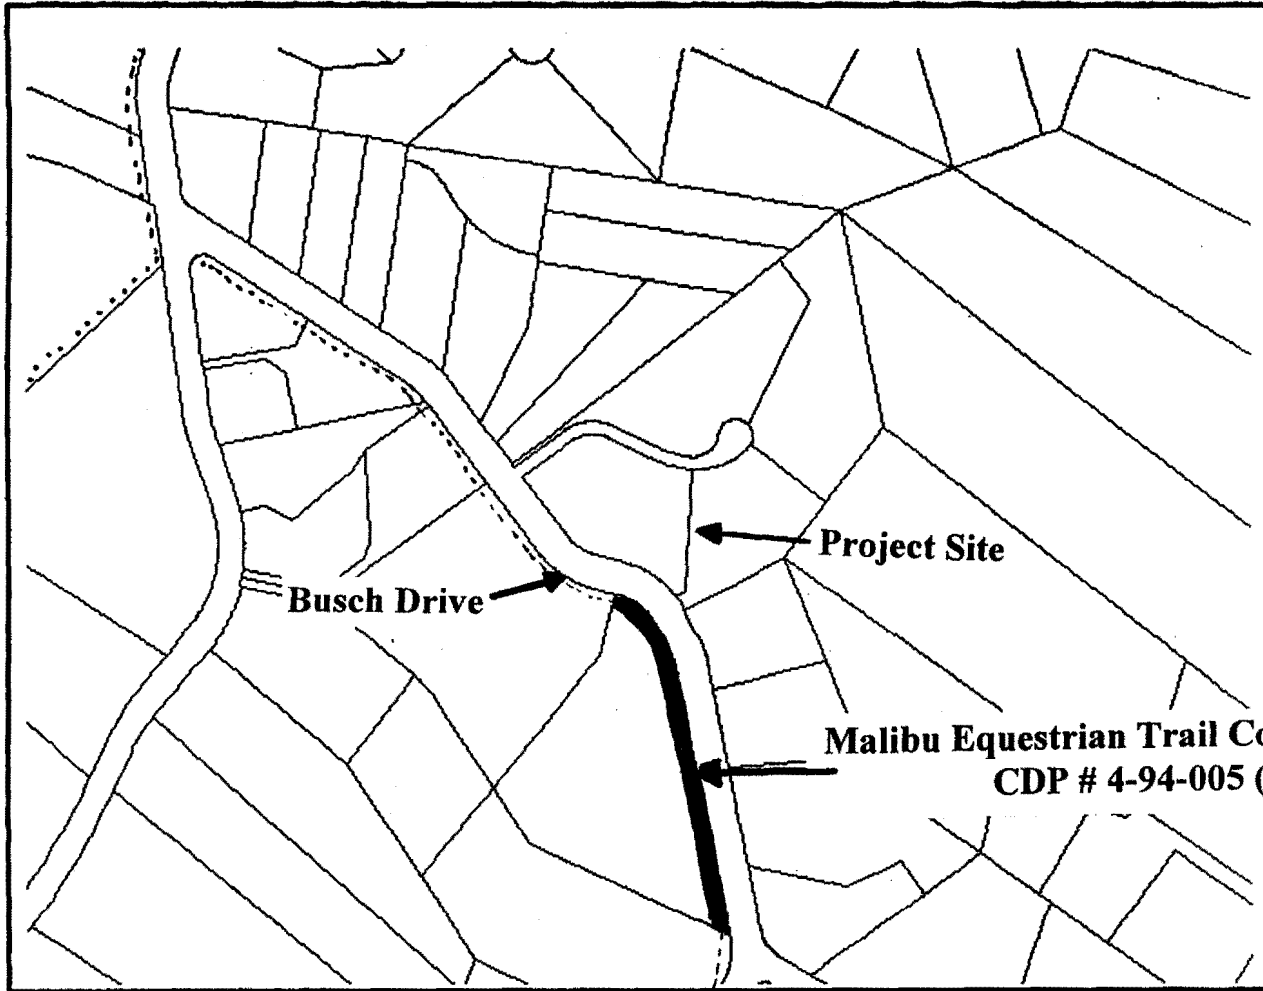 Project Site
Busch Drive
Malibu Equestrian Trail Co
CDP # 4-94-005 (